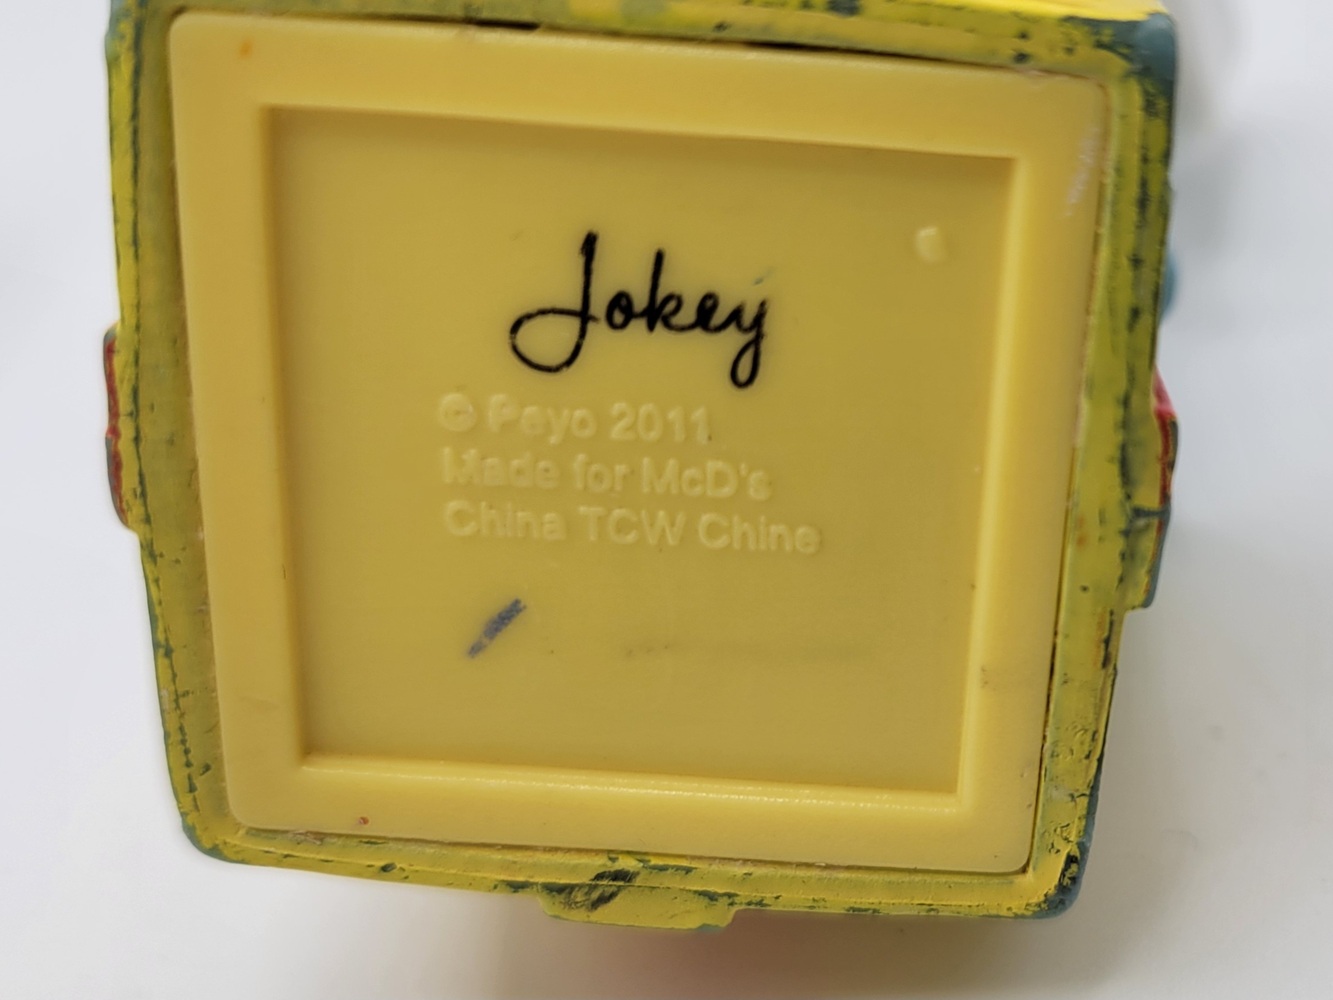 Jokey
© Peyo 2011
Made for McD's
China TCW Chine